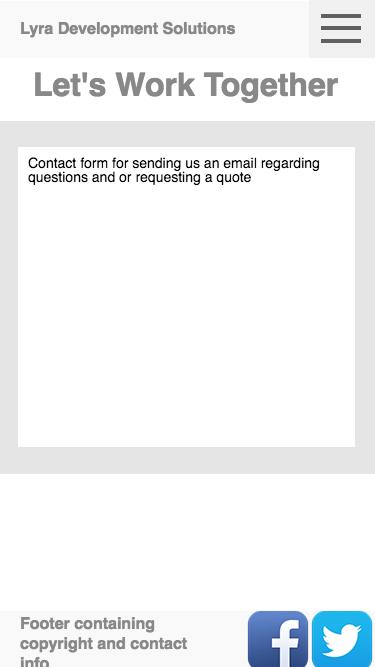 Lyra Development Solutions
Let's Work Together
Contact form for sending us an email regarding
questions and or requesting a quote
Footer containing
copyright and contact
info